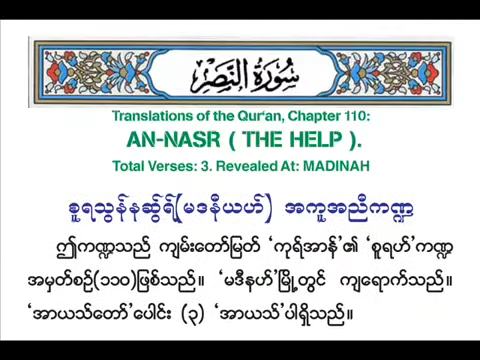 سُورَةُ النَّصْرِ
Translations of the Qur'an, Chapter 110:
AN-NASR ( THE HELP ).
Total Verses: 3. Revealed At: MADINAH
စူရသွန်နဆွ်ရ်(မဒနီယဟ်) အကူအညီကဏ္ဍ
ဤကဏ္ဍသည် ကျမ်းတော်မြတ် 'ကုရ်အာန်'၏ 'စူရဟ်'ကဏ္ဍ
အမှတ်စဉ်(၁၁၀)ဖြစ်သည်။ 'မဒီနဟ်'မြို့တွင် ကျရောက်သည်။
'အာယသ်တော်'ပေါင်း (၃) 'အာယသ်'ပါရှိသည်။